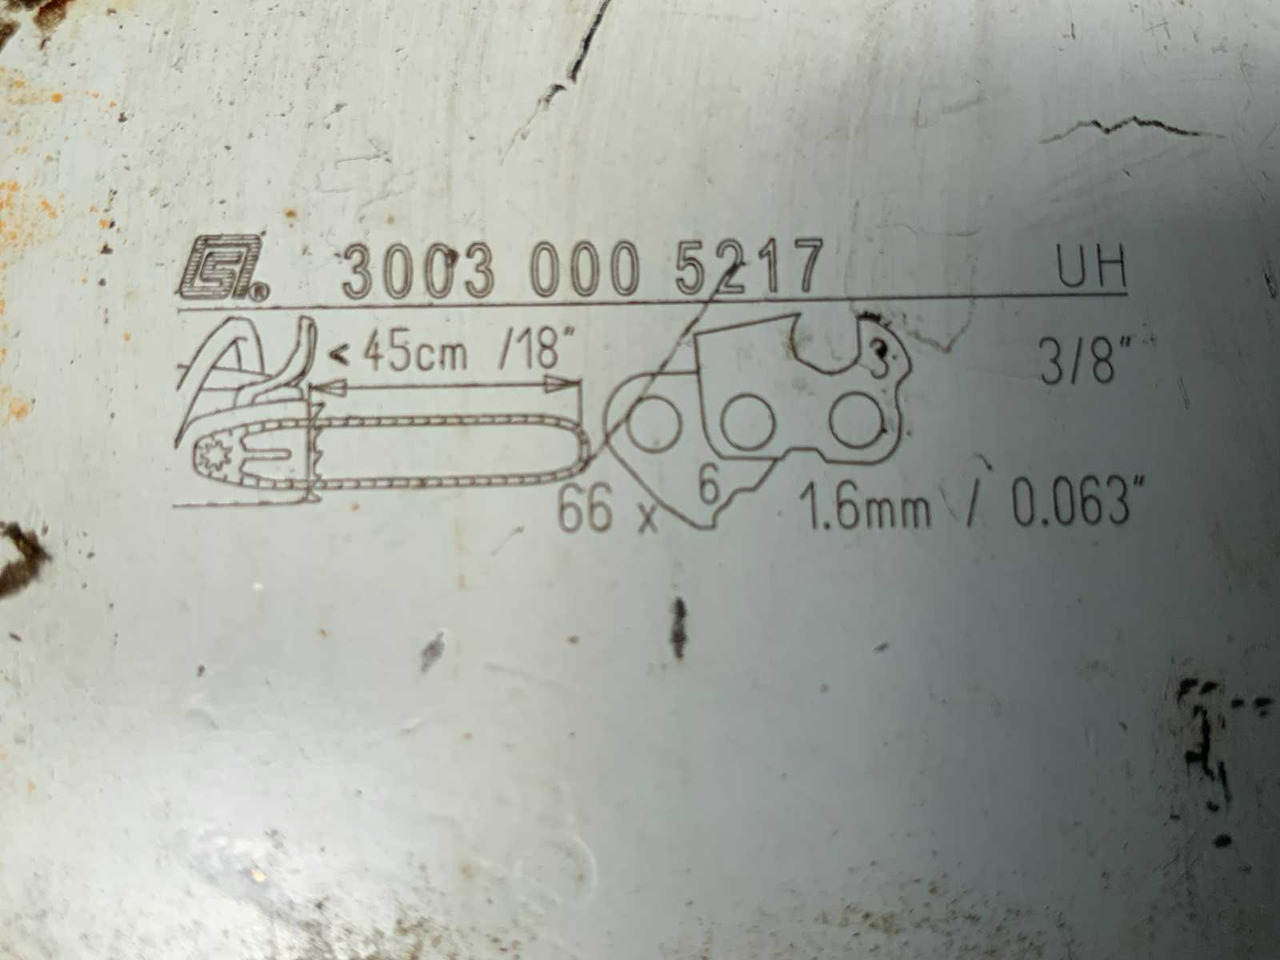 ® 3003 000 5217 UH
< 45cm /18" 3 3/8"
66 x 6 1.6mm / 0.063"